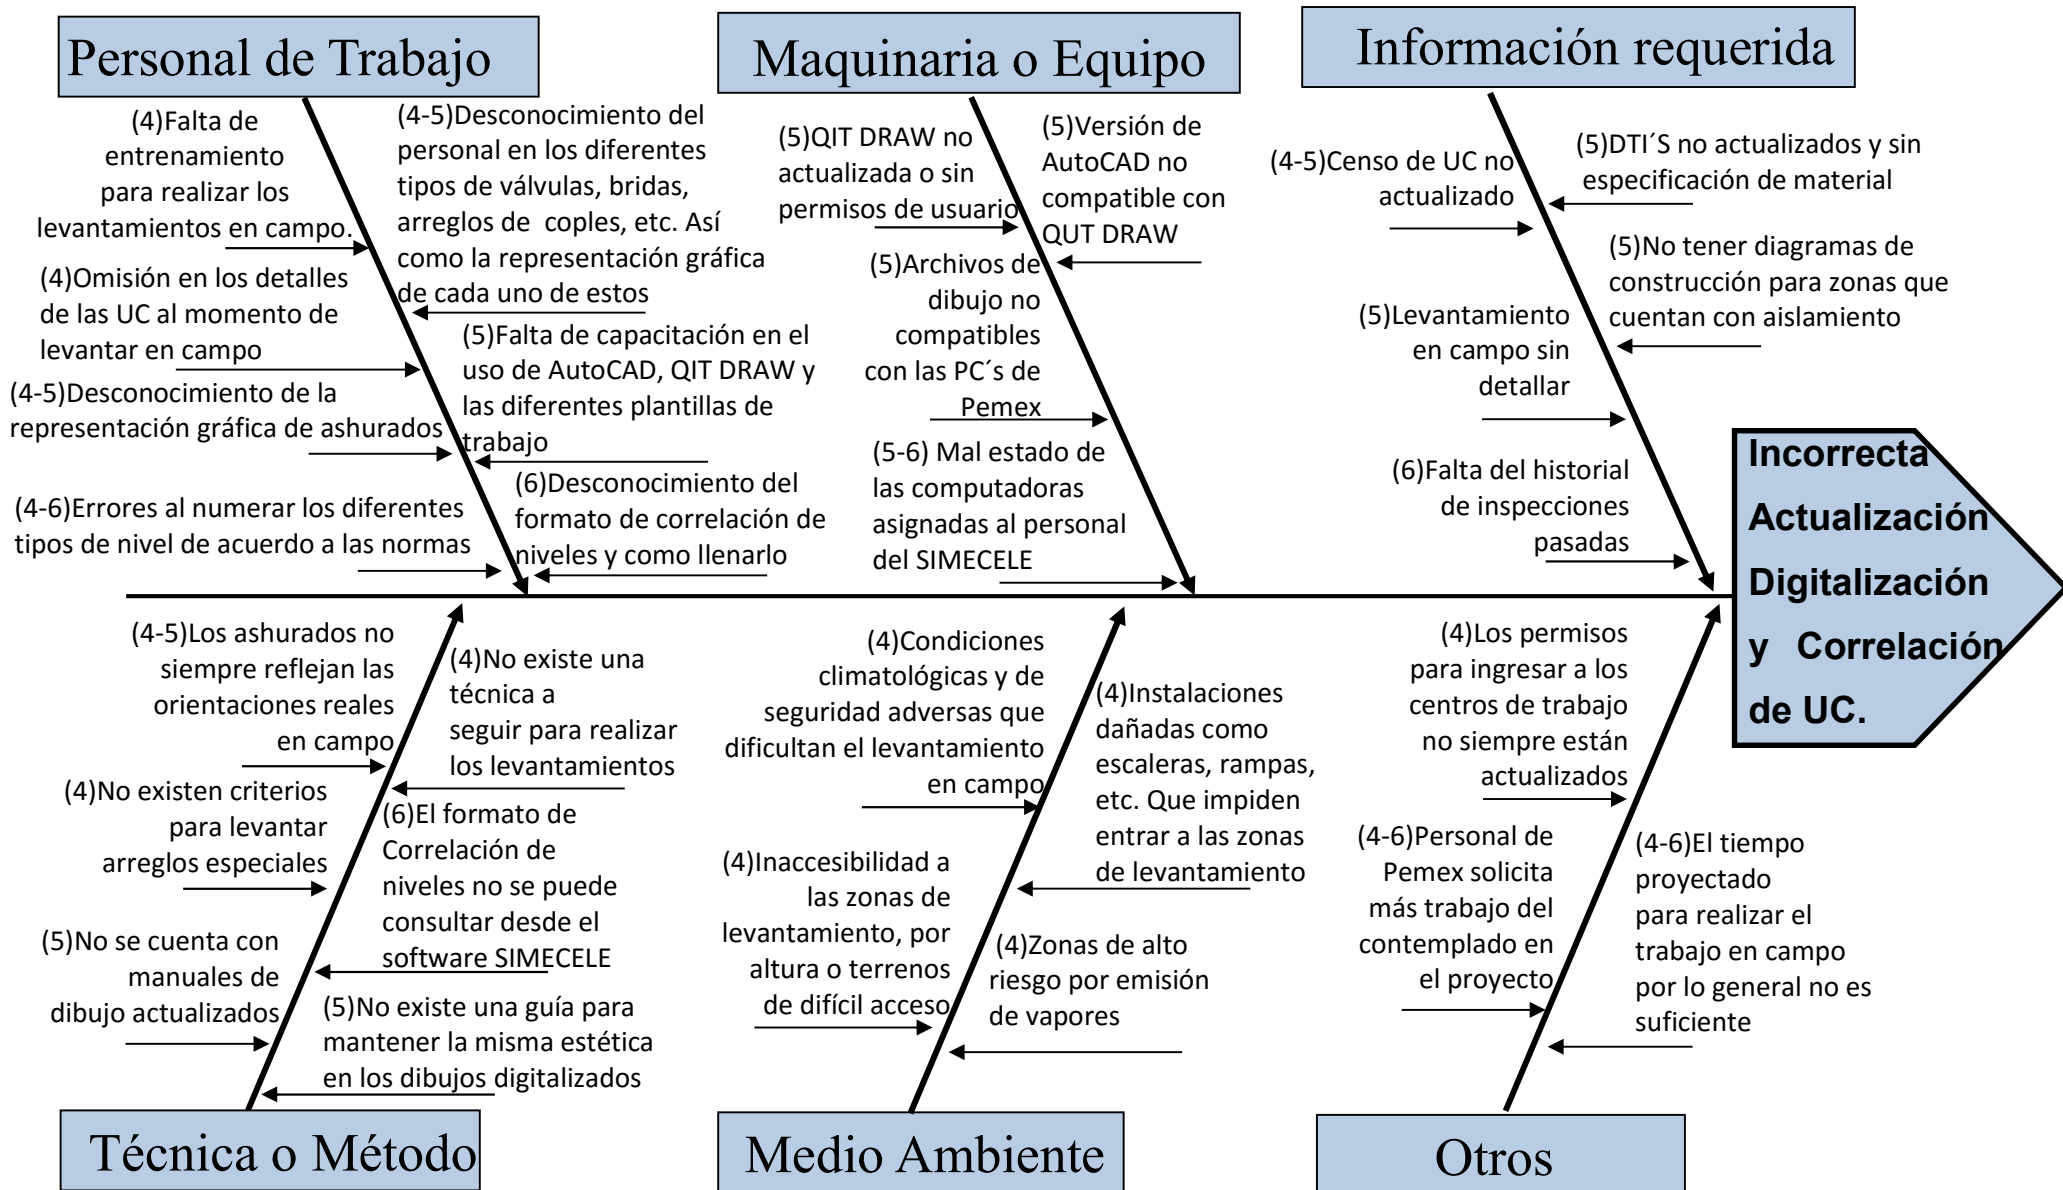 Personal de Trabajo
(4)Falta de
entrenamiento
para realizar los
levantamientos en campo.
(4)Omisión en los detalles
de las UC al momento de
levantar en campo
(4-5)Desconocimiento de la
representación gráfica de ashurados
(4-6)Errores al numerar los diferentes
tipos de nivel de acuerdo a las normas
(4-5)Desconocimiento del
personal en los diferentes
tipos de válvulas, bridas,
arreglos de coples, etc. Así
como la representación gráfica
de cada uno de estos
(5)Falta de capacitación en el
uso de AutoCAD, QIT DRAW y
las diferentes plantillas de
trabajo
(6)Desconocimiento del
formato de correlación de
niveles y como llenarlo
Maquinaria o Equipo
(5)QIT DRAW no
actualizada o sin
permisos de usuario
(5)Archivos de
dibujo no
compatibles
con las PC´s de
Pemex
(5-6) Mal estado de
las computadoras
asignadas al personal
del SIMECELE
(5)Versión de
AutoCAD no
compatible con
QUT DRAW
Información requerida
(4-5)Censo de UC no
actualizado
(5)Levantamiento
en campo sin
detallar
(6)Falta del historial
de inspecciones
pasadas
(5)DTI´S no actualizados y sin
especificación de material
(5)No tener diagramas de
construcción para zonas que
cuentan con aislamiento
Incorrecta
Actualización
Digitalización
y Correlación
de UC.
(4-5)Los ashurados no
siempre reflejan las
orientaciones reales
en campo
(4)No existen criterios
para levantar
arreglos especiales
(5)No se cuenta con
manuales de
dibujo actualizados
(4)No existe una
técnica a
seguir para realizar
los levantamientos
(6)El formato de
Correlación de
niveles no se puede
consultar desde el
software SIMECELE
(5)No existe una guía para
mantener la misma estética
en los dibujos digitalizados
Técnica o Método
(4)Condiciones
climatológicas y de
seguridad adversas que
dificultan el levantamiento
en campo
(4)Inaccesibilidad a
las zonas de
levantamiento, por
altura o terrenos
de difícil acceso
(4)Instalaciones
dañadas como
escaleras, rampas,
etc. Que impiden
entrar a las zonas
de levantamiento
(4)Zonas de alto
riesgo por emisión
de vapores
Medio Ambiente
(4)Los permisos
para ingresar a los
centros de trabajo
no siempre están
actualizados
(4-6)Personal de
Pemex solicita
más trabajo del
contemplado en
el proyecto
(4-6)El tiempo
proyectado
para realizar el
trabajo en campo
por lo general no es
suficiente
Otros